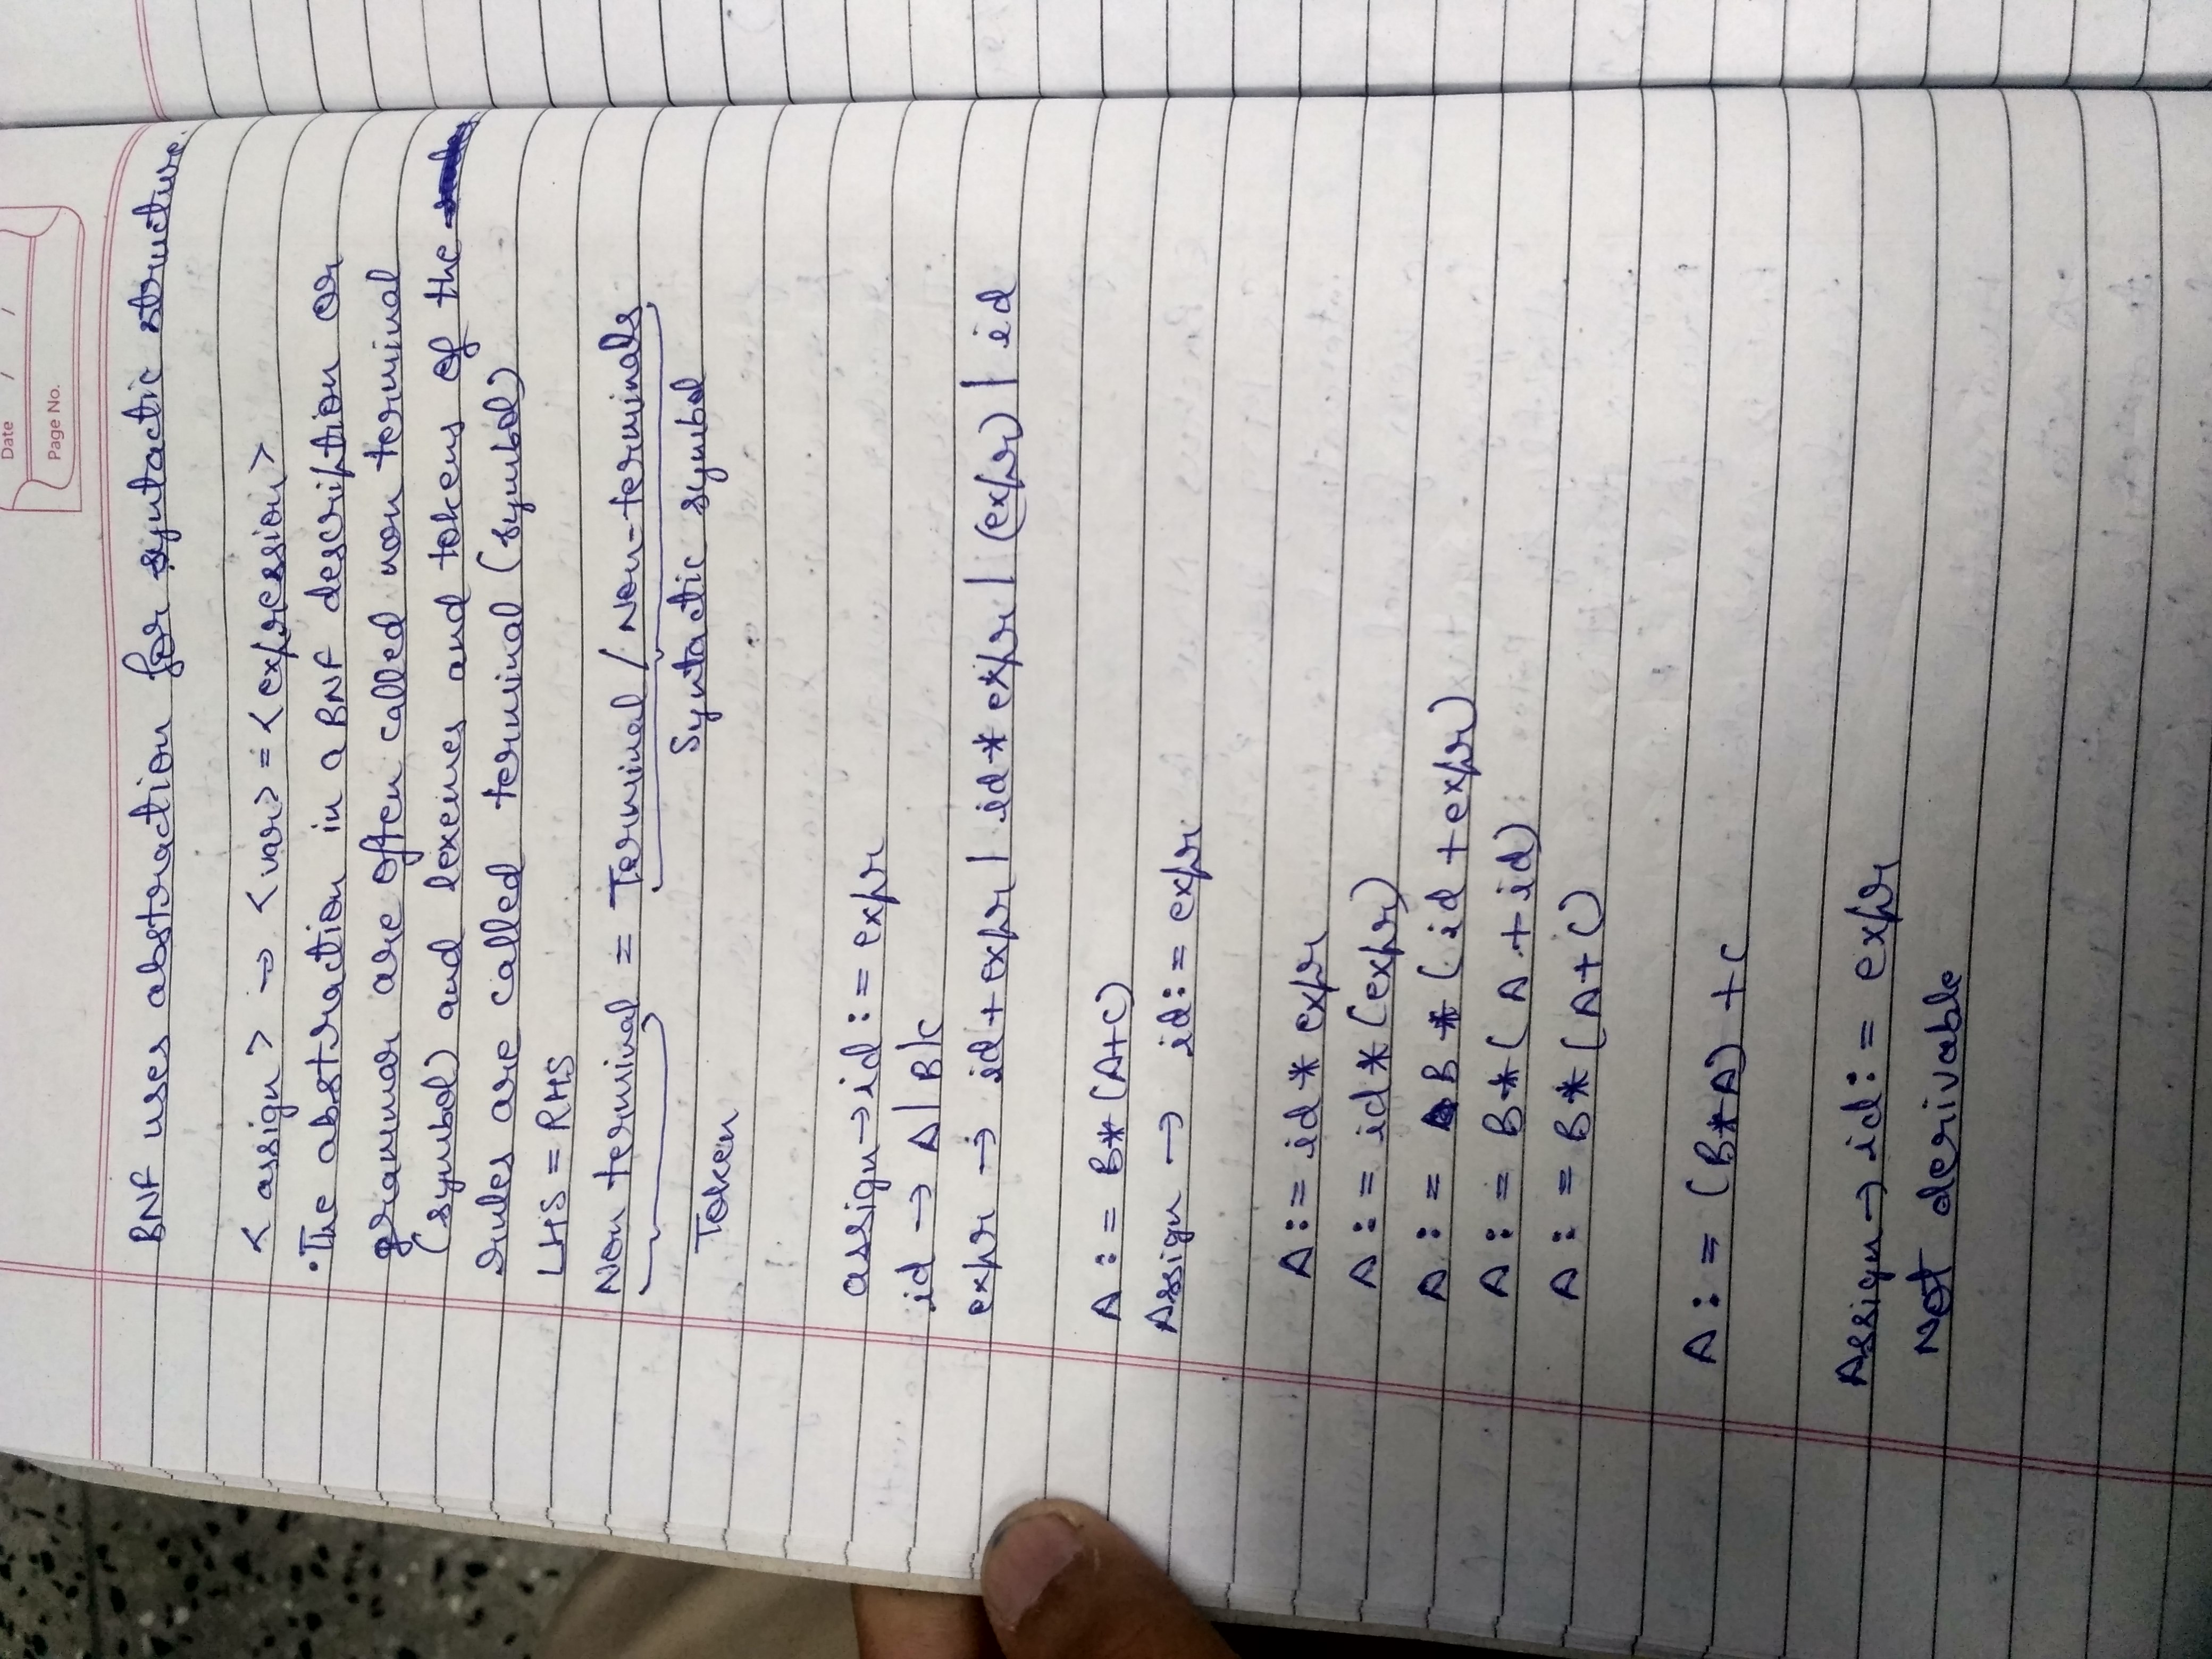 Date / /
Page No.
BNF uses abstraction for syntactic structure.
< assign > → < var > = < expression >
• The abstraction in a BNF description or
grammar are often called non terminal
(symbol) and lexemes and tokens of the
rules are called terminal (symbol)
LHS = RHS
Non terminal = Terminal / Non-terminals
Syntactic symbol
Token
assign → id : = expr
id → A | B | C
expr → id + expr | id * expr | (expr) | id
A : = B * (A+C)
Assign → id : = expr
A : = id * expr
A : = id * (expr)
A : = B * (id + expr)
A : = B * (A + id)
A : = B * (A + C)
A : = (B * A) + C
Assign → id : = expr
Not derivable